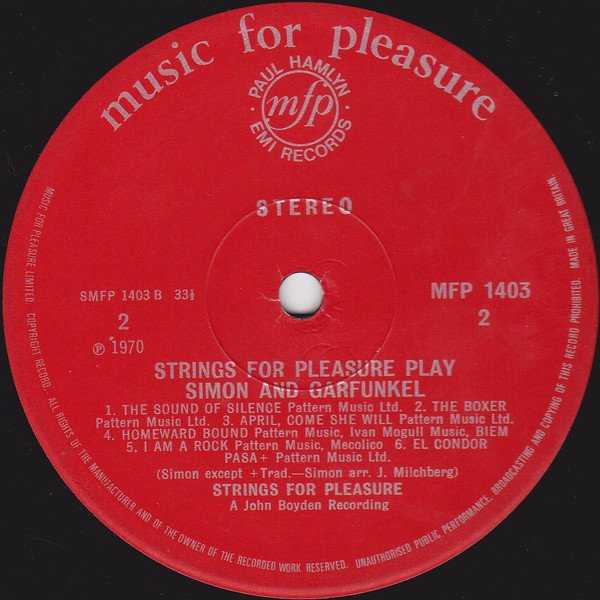 music for pleasure
PAUL HAMLYN
mfp
EMI RECORDS
STEREO
SMFP 1403 B 33⅓
MFP 1403
2
2
℗ 1970
STRINGS FOR PLEASURE PLAY
SIMON AND GARFUNKEL
1. THE SOUND OF SILENCE Pattern Music Ltd. 2. THE BOXER
Pattern Music Ltd. 3. APRIL, COME SHE WILL Pattern Music Ltd.
4. HOMEWARD BOUND Pattern Music, Ivan Moguli Music, BIEM
5. I AM A ROCK Pattern Music, Mecolico 6. EL CONDOR
PASA+ Pattern Music Ltd.
(Simon except +Trad.—Simon arr. J. Milchberg)
STRINGS FOR PLEASURE
A John Boyden Recording
MUSIC FOR PLEASURE LIMITED. COPYRIGHT RECORD. ALL RIGHTS OF THE MANUFACTURER AND OF THE OWNER OF THE RECORDED WORK RESERVED. UNAUTHORISED PUBLIC PERFORMANCE, BROADCASTING AND COPYING OF THIS RECORD PROHIBITED. MADE IN GREAT BRITAIN.